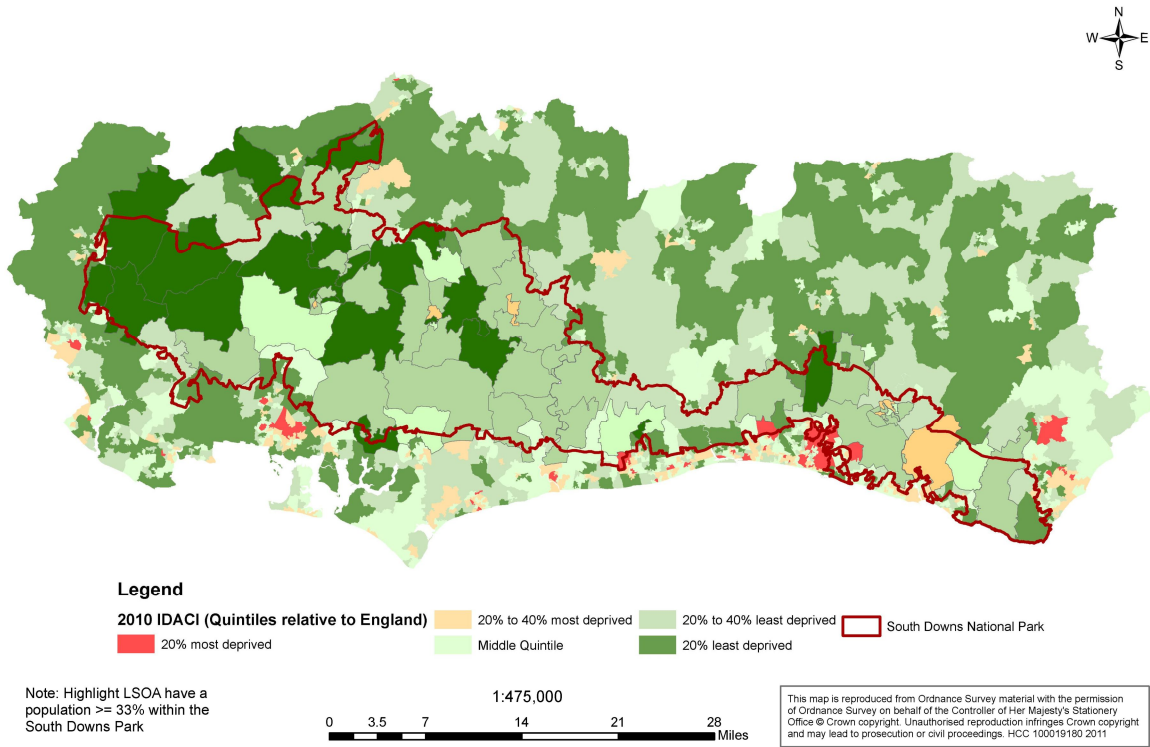 N
W E
S
Legend
2010 IDACI (Quintiles relative to England)
20% most deprived
20% to 40% most deprived
Middle Quintile
20% to 40% least deprived
20% least deprived
South Downs National Park
Note: Highlight LSOA have a
population >= 33% within the
South Downs Park
1:475,000
0 3.5 7 14 21 28
Miles
This map is reproduced from Ordnance Survey material with the permission
of Ordnance Survey on behalf of the Controller of Her Majesty's Stationery
Office © Crown copyright. Unauthorised reproduction infringes Crown copyright
and may lead to prosecution or civil proceedings. HCC 100019180 2011